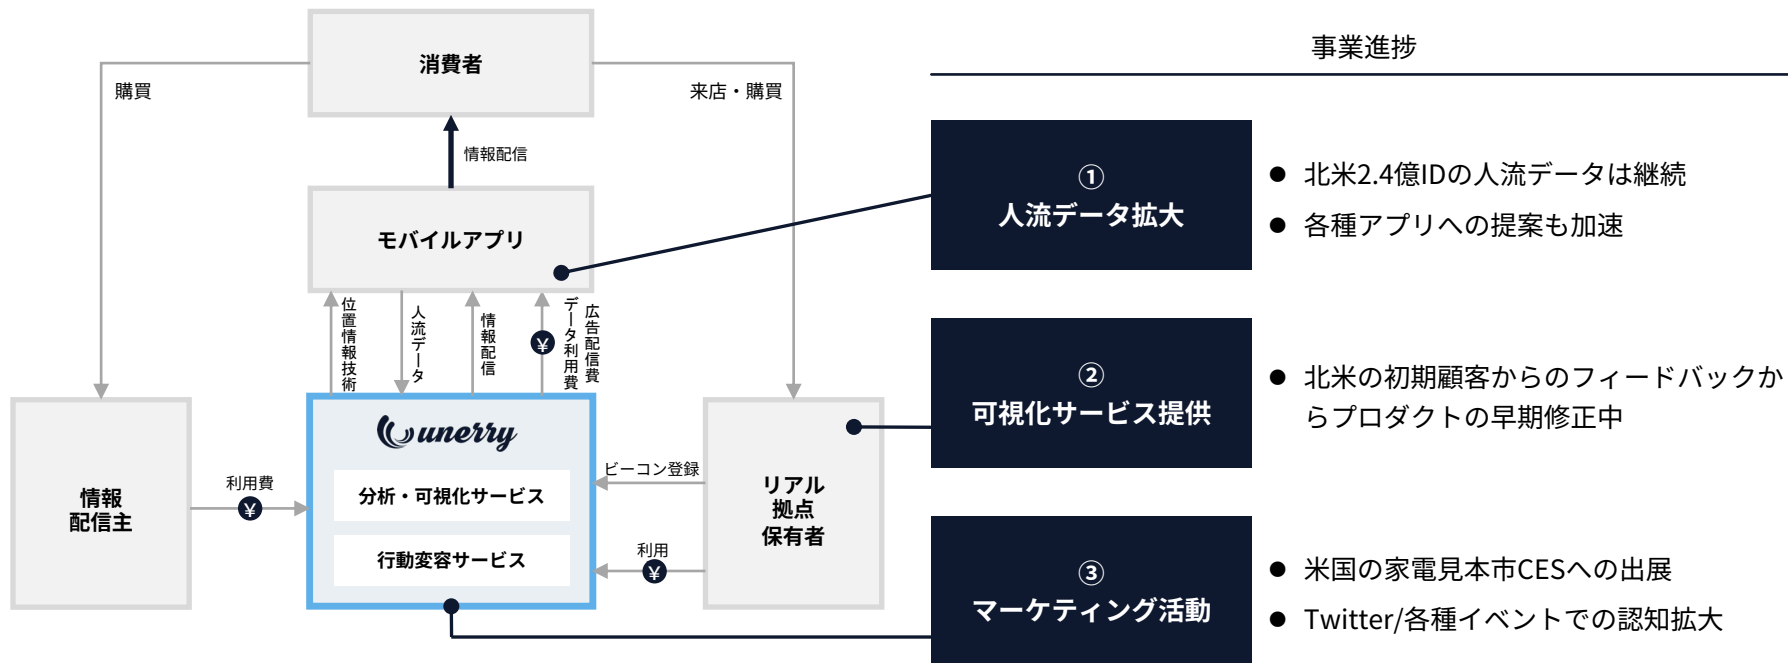 消費者
購買
来店・購買
情報配信
モバイルアプリ
位置情報技術
人流データ
情報配信
¥
データ利用費
広告配信費
unerry
分析・可視化サービス
行動変容サービス
情報
配信主
利用費
¥
ビーコン登録
利用
¥
リアル
拠点
保有者
事業進捗
①
人流データ拡大
● 北米2.4億IDの人流データは継続
● 各種アプリへの提案も加速
②
可視化サービス提供
● 北米の初期顧客からのフィードバックか
らプロダクトの早期修正中
③
マーケティング活動
● 米国の家電見本市CESへの出展
● Twitter/各種イベントでの認知拡大